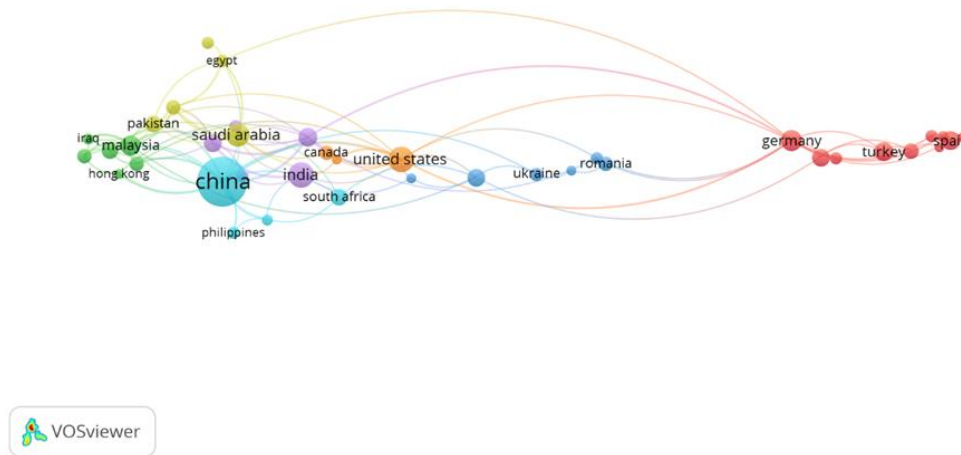 egypt
pakistan
saudi arabia
iraq
malaysia
germany
spain
canada
united states
turkey
hong kong
china
india
ukraine
romania
south africa
philippines
VOSviewer